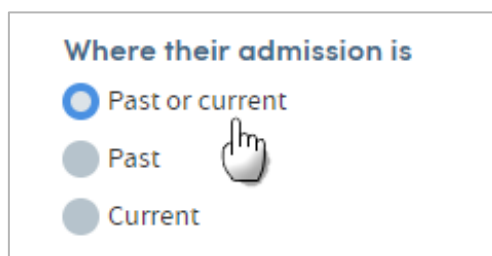 Where their admission is
Past or current
Past
Current